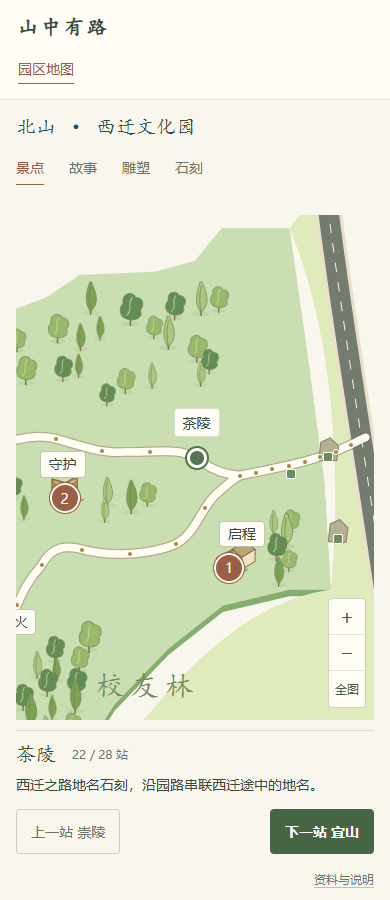 山中有路
园区地图
北山 • 西迁文化园
景点 故事 雕塑 石刻
茶陵
守护
2
启程
1
火
校友林
+
−
全图
茶陵 22 / 28 站
西迁之路地名石刻，沿园路串联西迁途中的地名。
上一站 崇陵 下一站 宜山
资料与说明